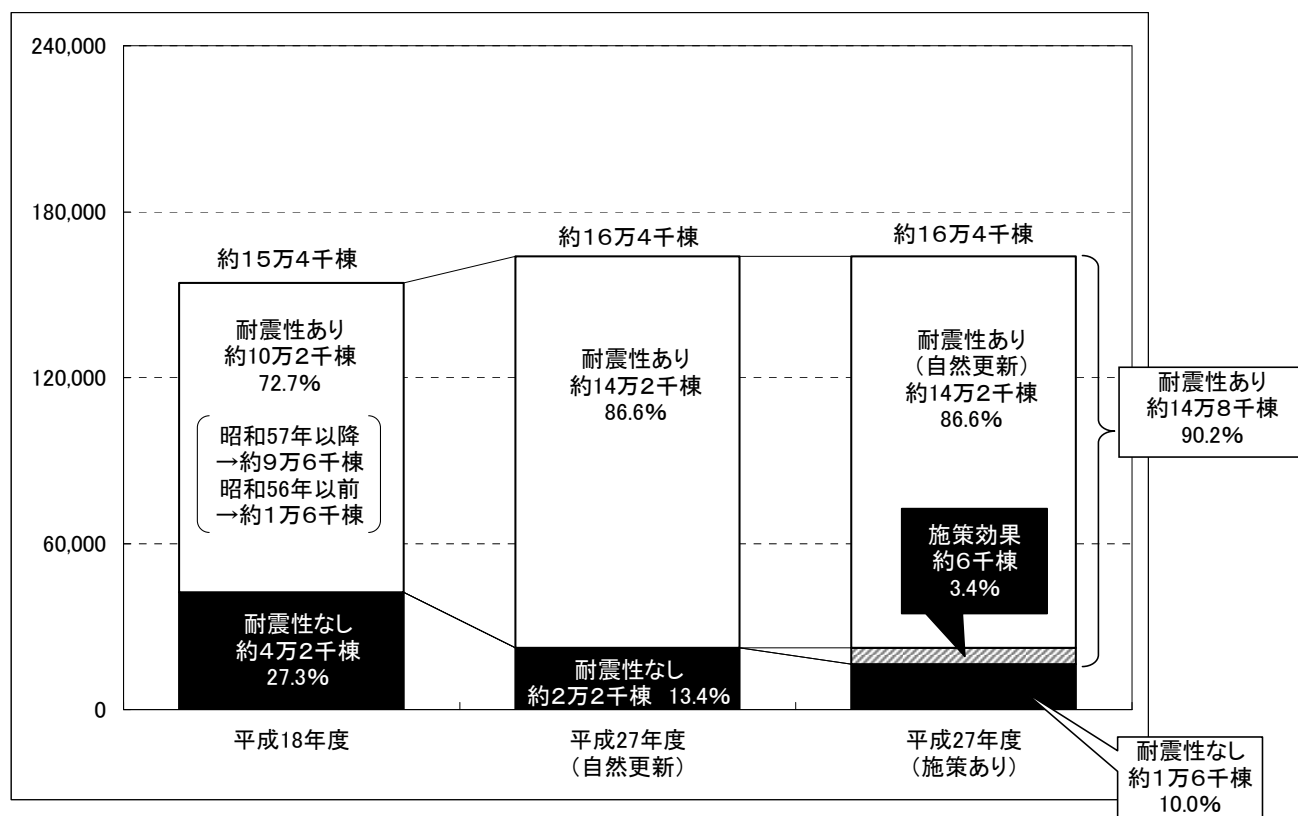 240,000
180,000
120,000
60,000
0
約15万4千棟
耐震性あり
約10万2千棟
72.7%
昭和57年以降
→約9万6千棟
昭和56年以前
→約1万6千棟
耐震性なし
約4万2千棟
27.3%
平成18年度
約16万4千棟
耐震性あり
約14万2千棟
86.6%
耐震性なし
約2万2千棟 13.4%
平成27年度
（自然更新）
約16万4千棟
耐震性あり
（自然更新）
約14万2千棟
86.6%
施策効果
約6千棟
3.4%
平成27年度
（施策あり）
耐震性あり
約14万8千棟
90.2%
耐震性なし
約1万6千棟
10.0%